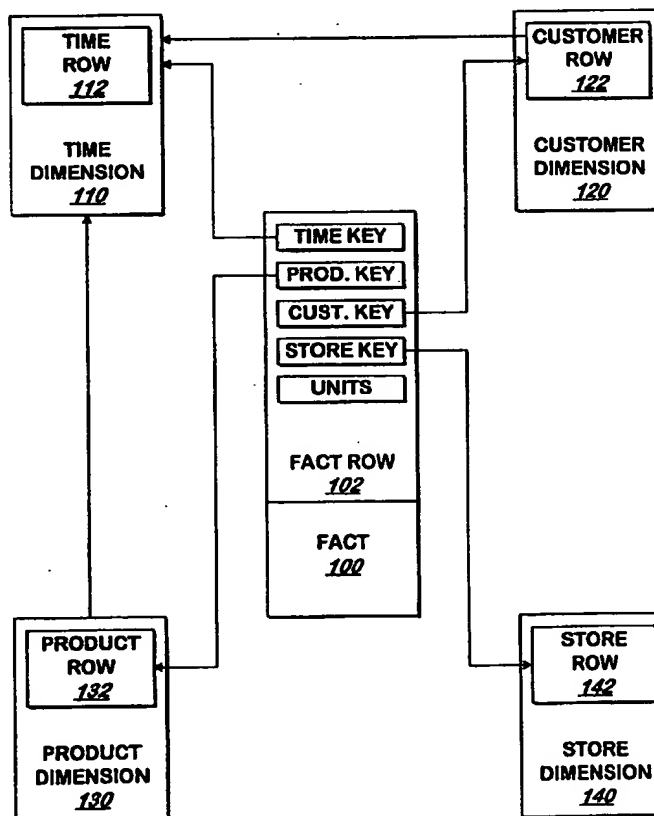 TIME
ROW
112
TIME
DIMENSION
110
CUSTOMER
ROW
122
CUSTOMER
DIMENSION
120
TIME KEY
PROD. KEY
CUST. KEY
STORE KEY
UNITS
FACT ROW
102
FACT
100
PRODUCT
ROW
132
PRODUCT
DIMENSION
130
STORE
ROW
142
STORE
DIMENSION
140